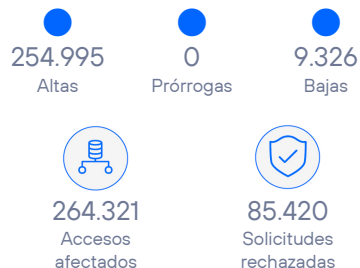 254.995
0
9.326
Altas
Prórrogas
Bajas
264.321
85.420
Accesos
Solicitudes
afectados
rechazadas